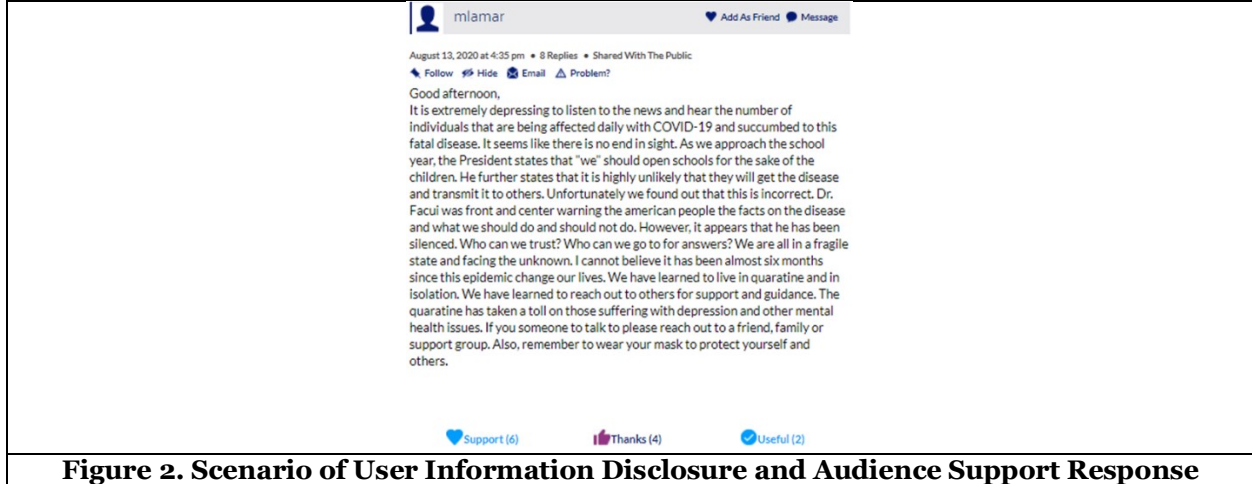 mlamar Add As Friend Message
August 13, 2020 at 4:35 pm • 8 Replies • Shared With The Public
Follow Hide Email Problem?
Good afternoon,
It is extremely depressing to listen to the news and hear the number of
individuals that are being affected daily with COVID-19 and succumbed to this
fatal disease. It seems like there is no end in sight. As we approach the school
year, the President states that "we" should open schools for the sake of the
children. He further states that it is highly unlikely that they will get the disease
and transmit it to others. Unfortunately we found out that this is incorrect. Dr.
Facui was front and center warning the american people the facts on the disease
and what we should do and should not do. However, it appears that he has been
silenced. Who can we trust? Who can we go to for answers? We are all in a fragile
state and facing the unknown. I cannot believe it has been almost six months
since this epidemic change our lives. We have learned to live in quaratine and in
isolation. We have learned to reach out to others for support and guidance. The
quaratine has taken a toll on those suffering with depression and other mental
health issues. If you someone to talk to please reach out to a friend, family or
support group. Also, remember to wear your mask to protect yourself and
others.
Support (6) Thanks (4) Useful (2)
Figure 2. Scenario of User Information Disclosure and Audience Support Response